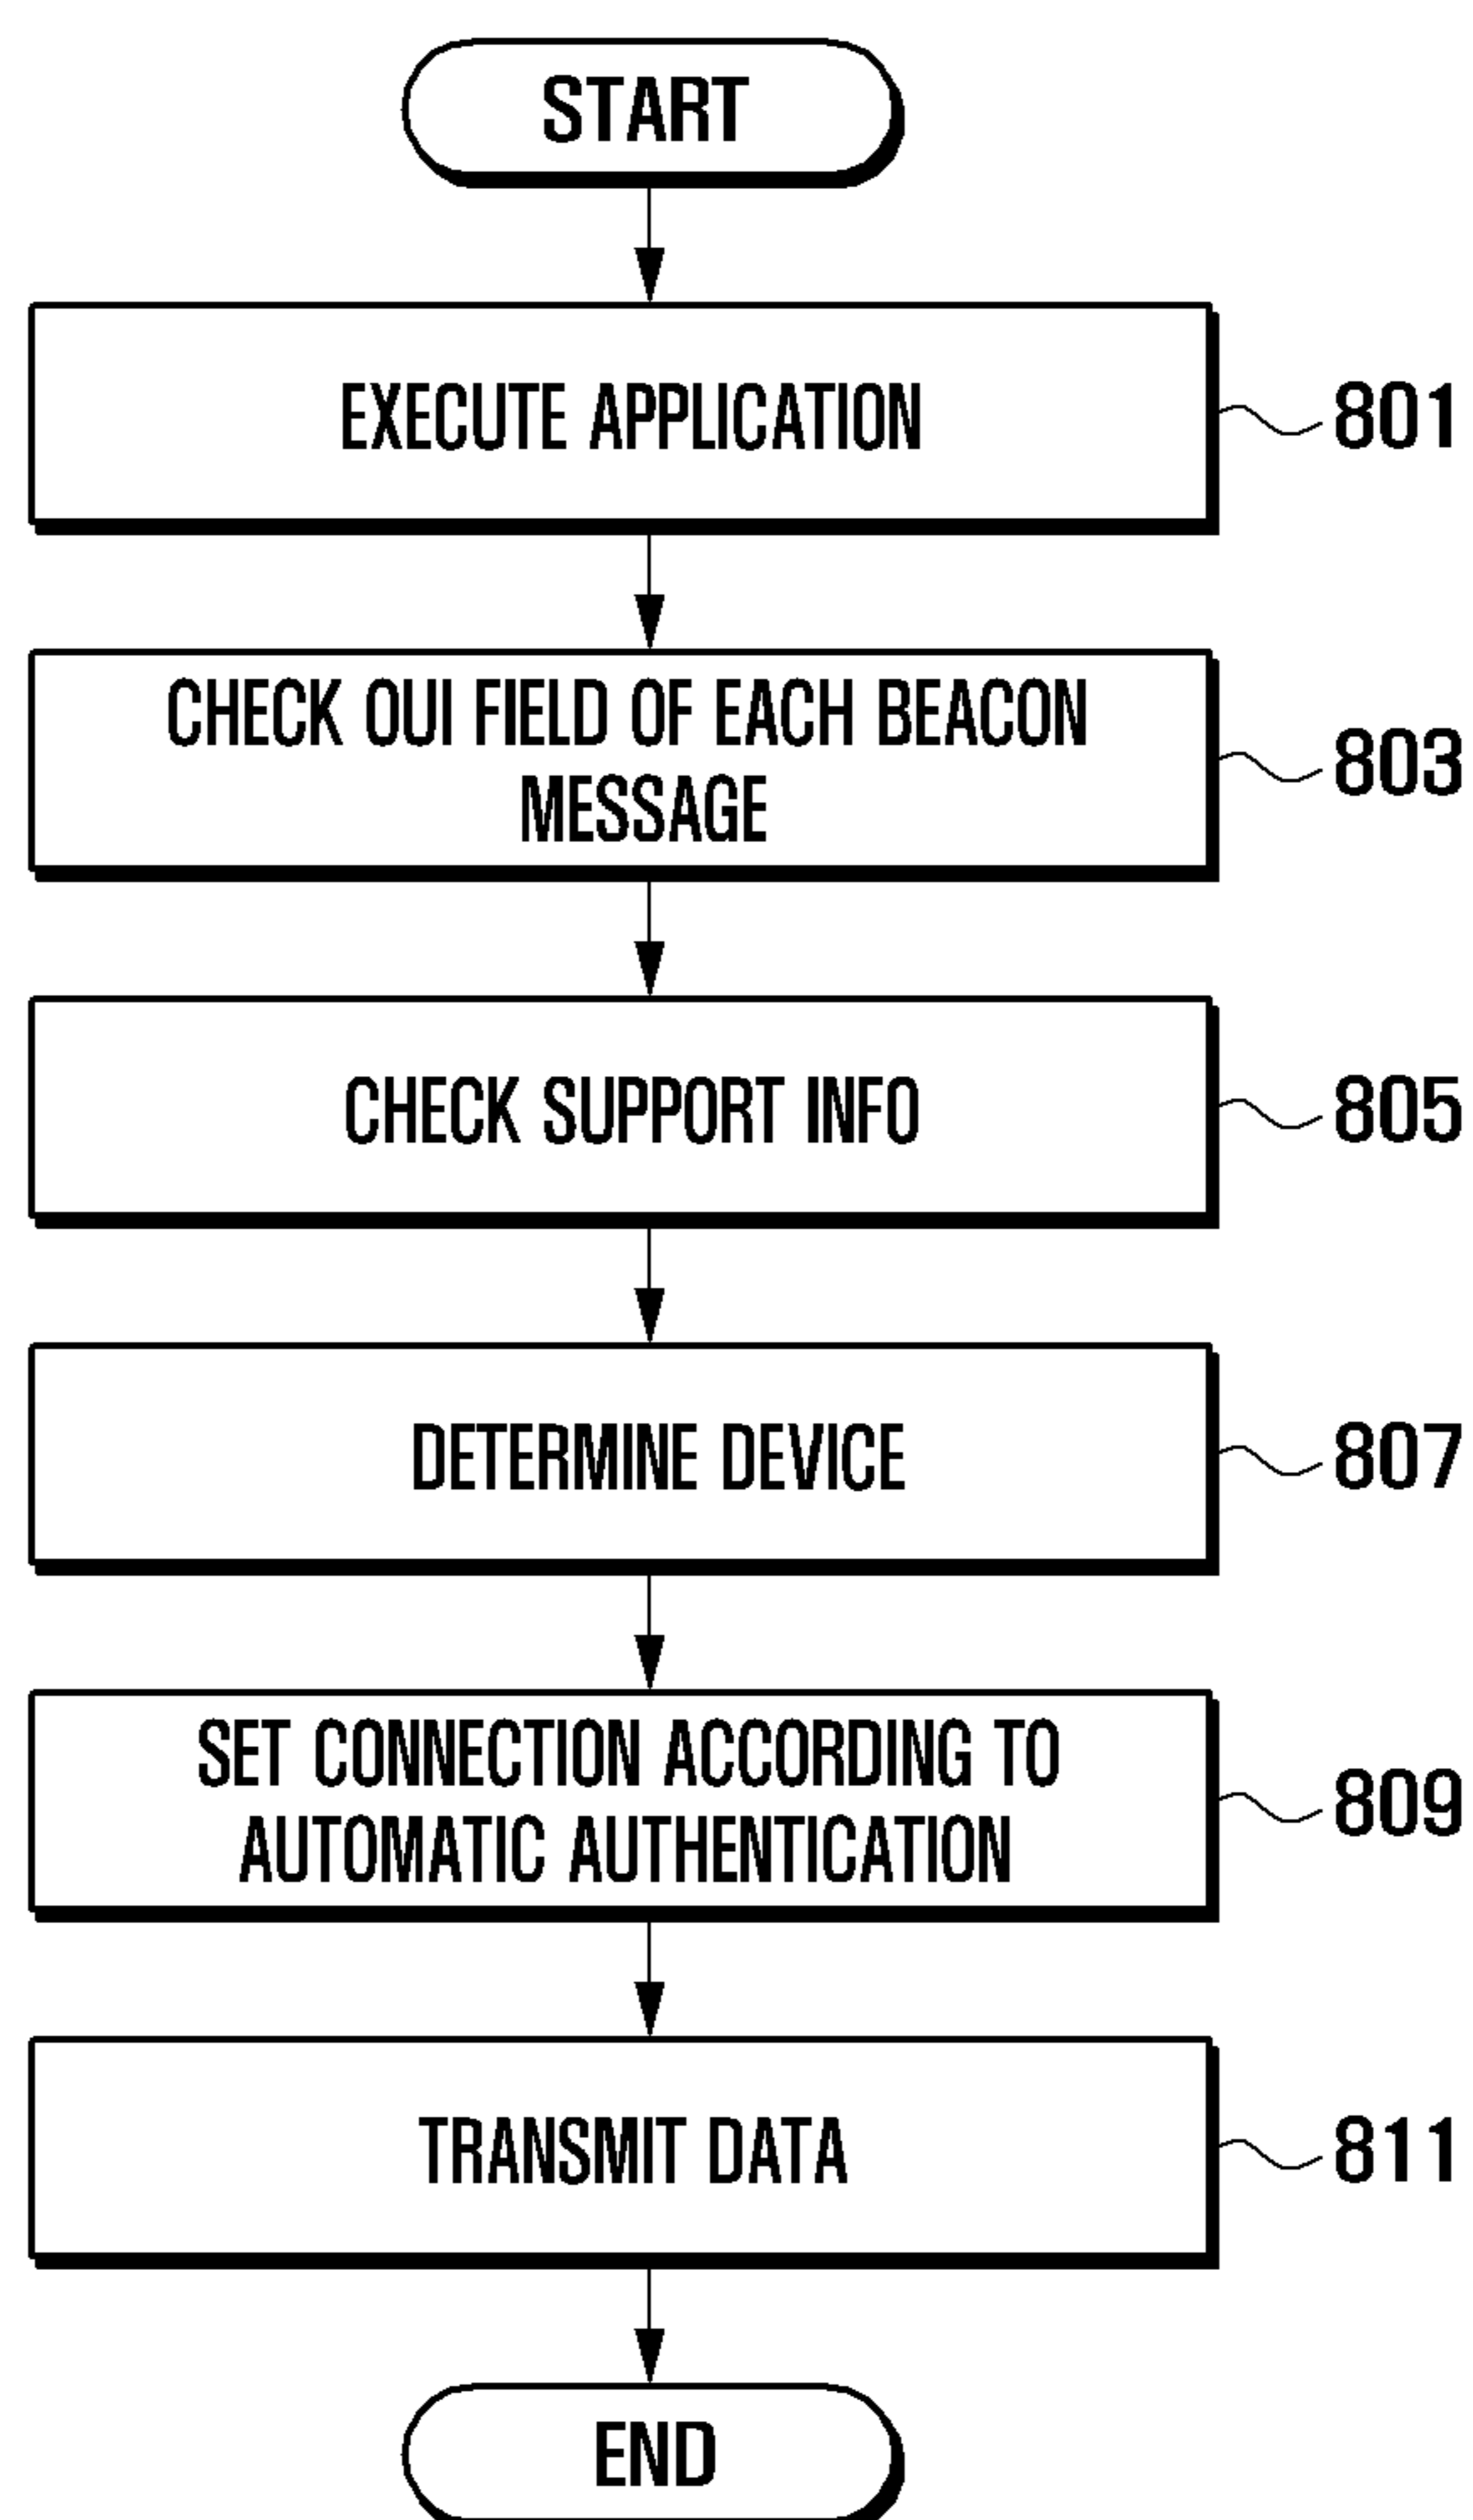 START
EXECUTE APPLICATION
801
CHECK OUI FIELD OF EACH BEACON
MESSAGE
803
CHECK SUPPORT INFO
805
DETERMINE DEVICE
807
SET CONNECTION ACCORDING TO
AUTOMATIC AUTHENTICATION
809
TRANSMIT DATA
811
END